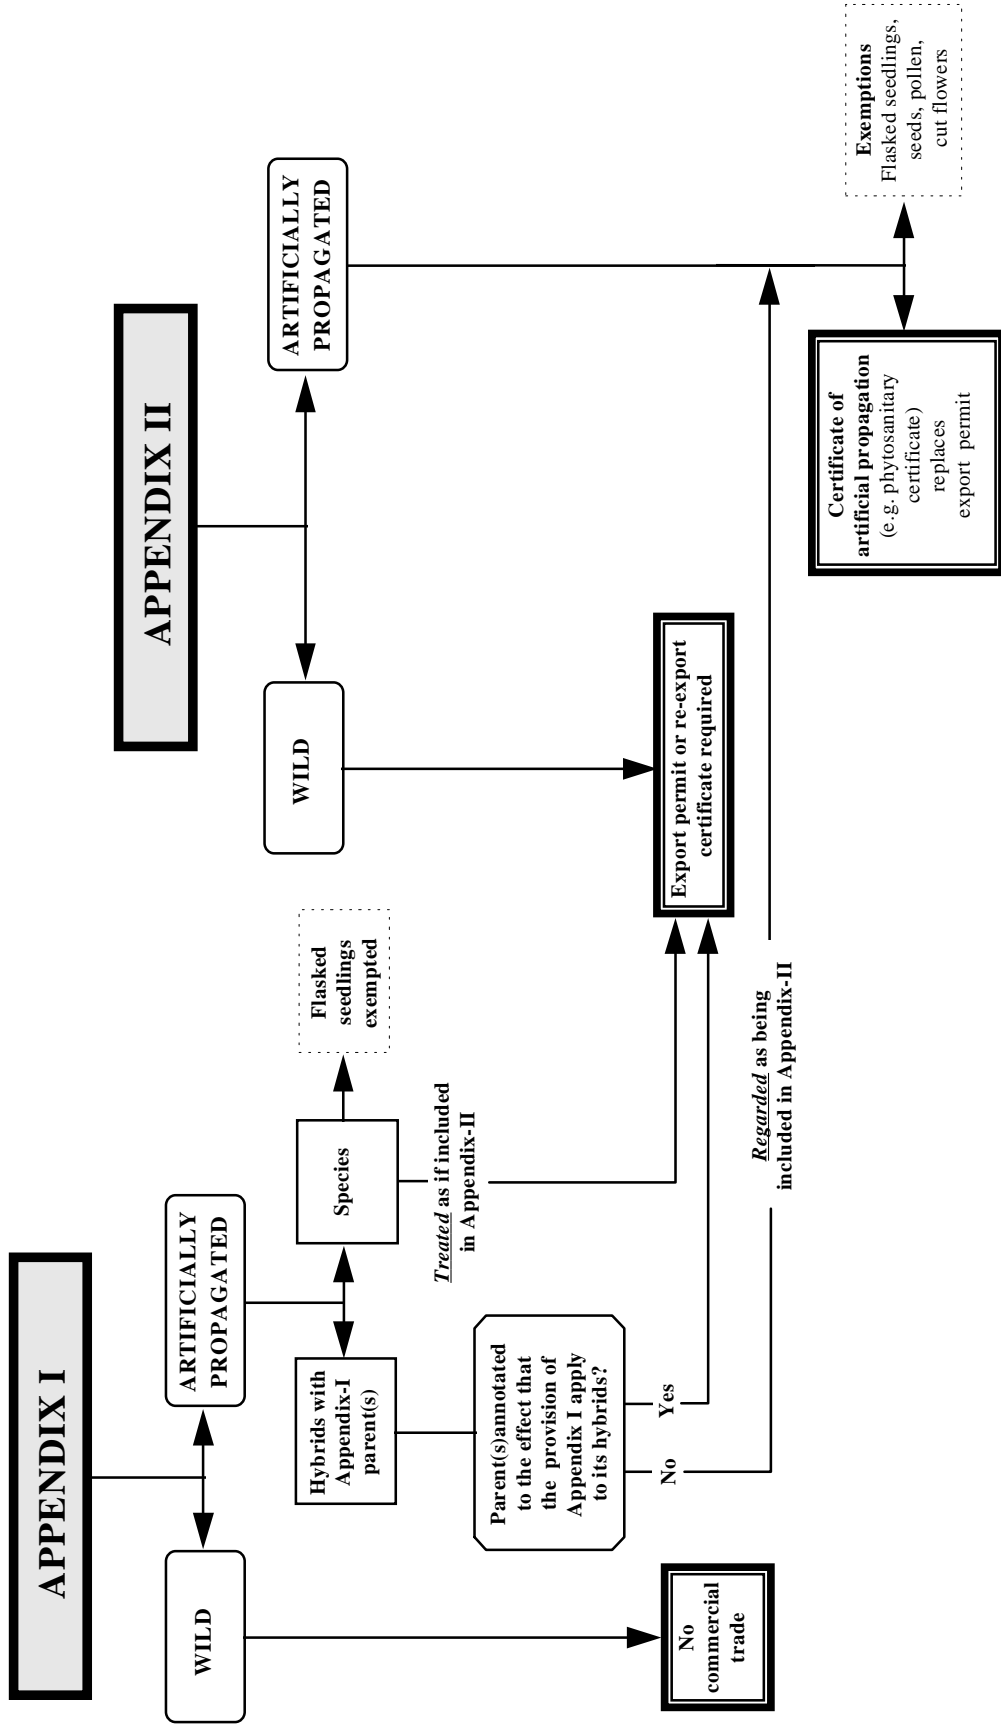 APPENDIX I
WILD
ARTIFICIALLY
PROPAGATED
Hybrids with
Appendix-I
parent(s)
Species
Flasked
seedlings
exempted
Treated as if included
in Appendix-II
Parent(s)annotated
to the effect that
the provision of
Appendix I apply
to its hybrids?
No
Yes
No
commercial
trade
Regarded as being
included in Appendix-II
APPENDIX II
WILD
ARTIFICIALLY
PROPAGATED
Export permit or re-export
certificate required
Certificate of
artificial propagation
(e.g. phytosanitary
certificate)
replaces
export permit
Exemptions
Flasked seedlings,
seeds, pollen,
cut flowers